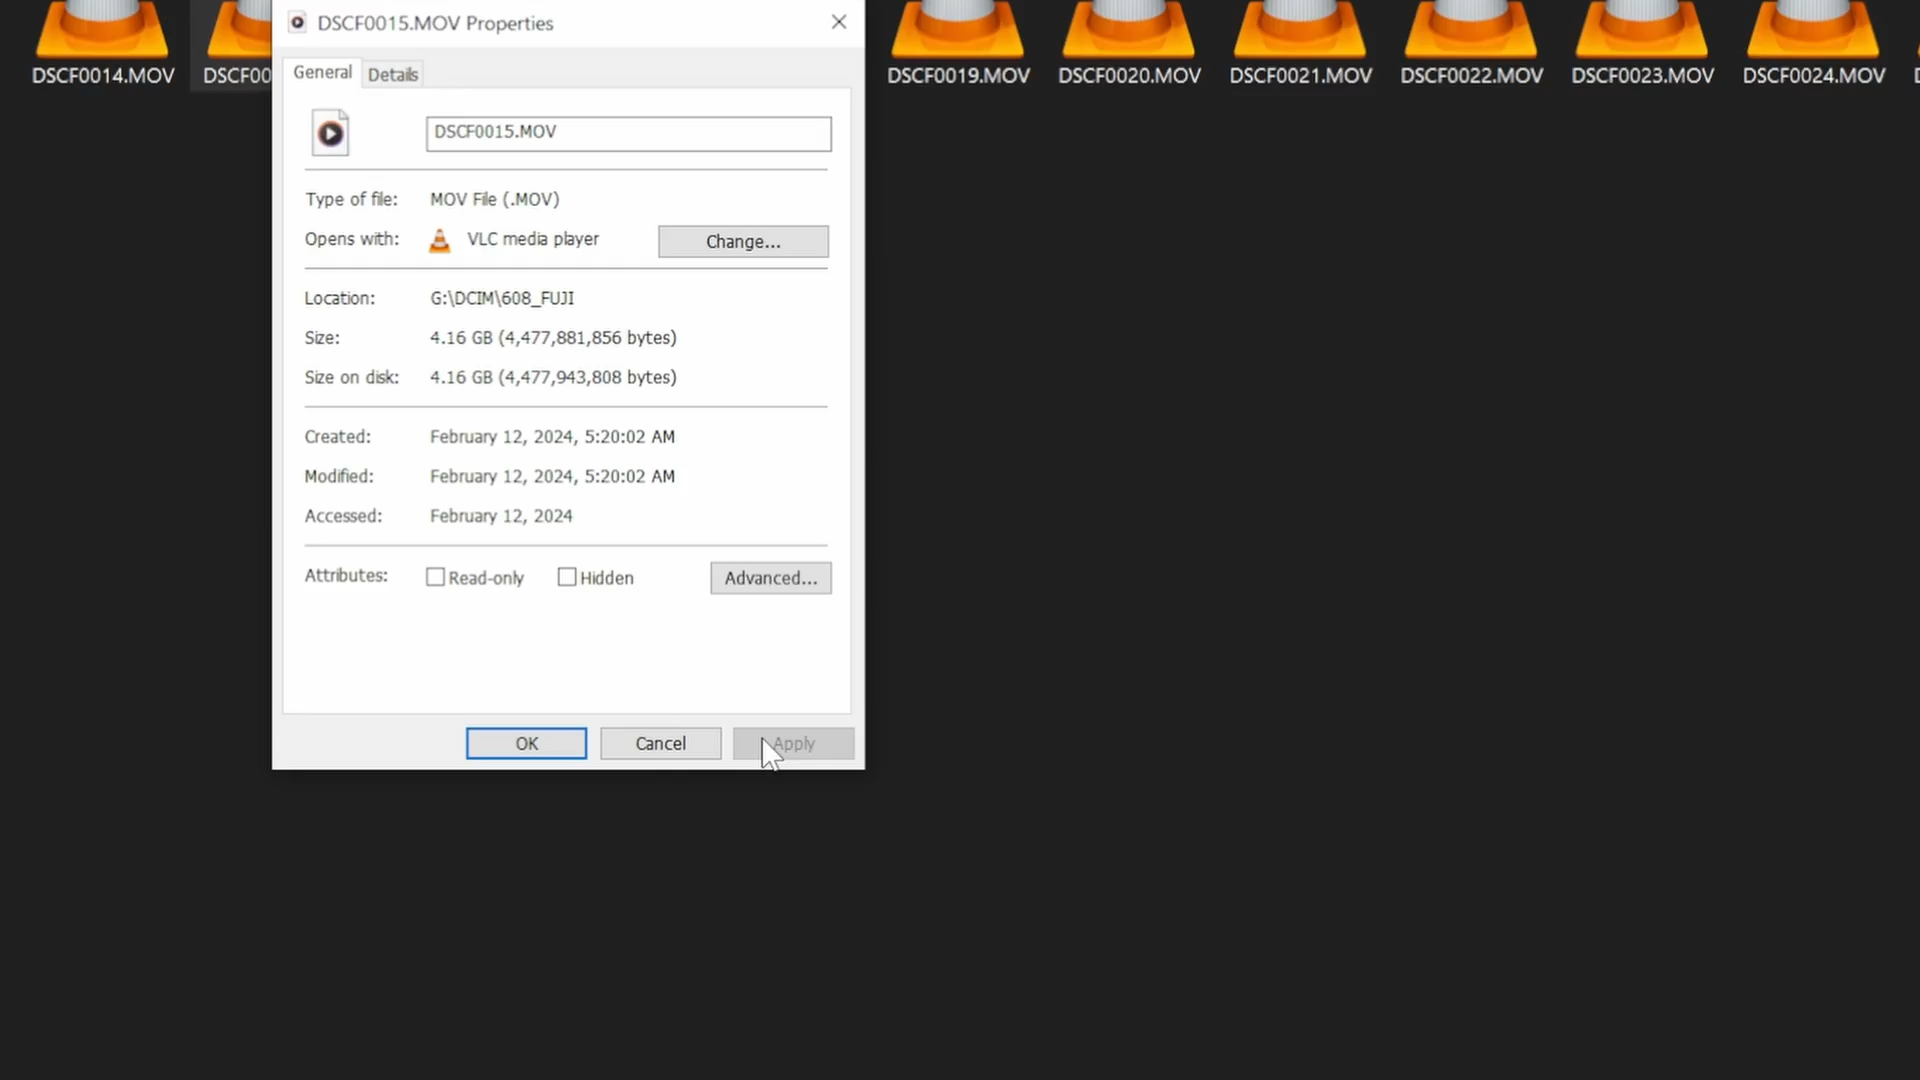 DSCF0015.MOV Properties
DSCF0014.MOV
DSCF00
DSCF0019.MOV
DSCF0020.MOV
DSCF0021.MOV
DSCF0022.MOV
DSCF0023.MOV
DSCF0024.MOV
General
Details
DSCF0015.MOV
Type of file: MOV File (.MOV)
Opens with: VLC media player Change...
Location: G:\DCIM\608_FUJI
Size: 4.16 GB (4,477,881,856 bytes)
Size on disk: 4.16 GB (4,477,943,808 bytes)
Created: February 12, 2024, 5:20:02 AM
Modified: February 12, 2024, 5:20:02 AM
Accessed: February 12, 2024
Attributes: Read-only Hidden Advanced...
OK Cancel Apply